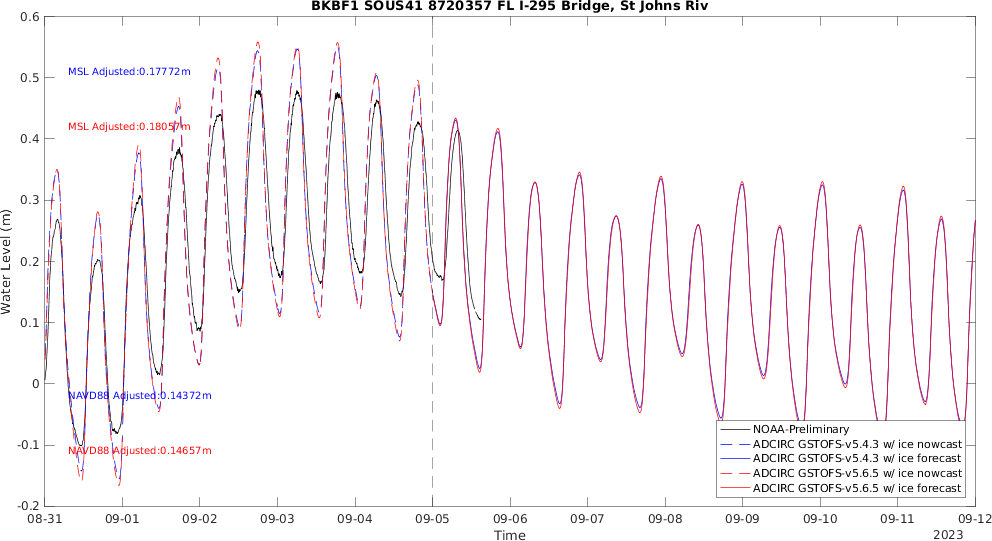 BKBF1 SOUS41 8720357 FL I-295 Bridge, St Johns Riv
0.6
0.5
0.4
0.3
0.2
0.1
0
-0.1
-0.2
Water Level (m)
MSL Adjusted:0.17772m
MSL Adjusted:0.18057m
NAVD88 Adjusted:0.14372m
NAVD88 Adjusted:0.14657m
NOAA-Preliminary
ADCIRC GSTOFS-v5.4.3 w/ ice nowcast
ADCIRC GSTOFS-v5.4.3 w/ ice forecast
ADCIRC GSTOFS-v5.6.5 w/ ice nowcast
ADCIRC GSTOFS-v5.6.5 w/ ice forecast
08-31 09-01 09-02 09-03 09-04 09-05 09-06 09-07 09-08 09-09 09-10 09-11 09-12
Time
2023